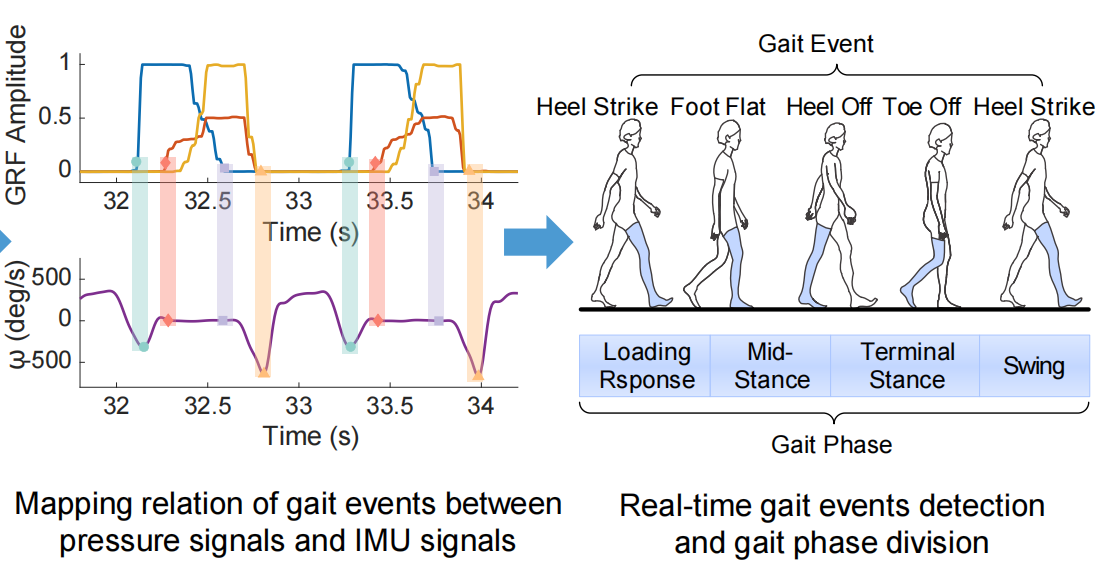 GRF Amplitude
1
0.5
0
32 32.5 33 33.5 34
Time (s)
ω (deg/s)
500
0
-500
32 32.5 33 33.5 34
Time (s)
Mapping relation of gait events between
pressure signals and IMU signals
Gait Event
Heel Strike Foot Flat Heel Off Toe Off Heel Strike
Loading
Rsponse
Mid-
Stance
Terminal
Stance
Swing
Gait Phase
Real-time gait events detection
and gait phase division